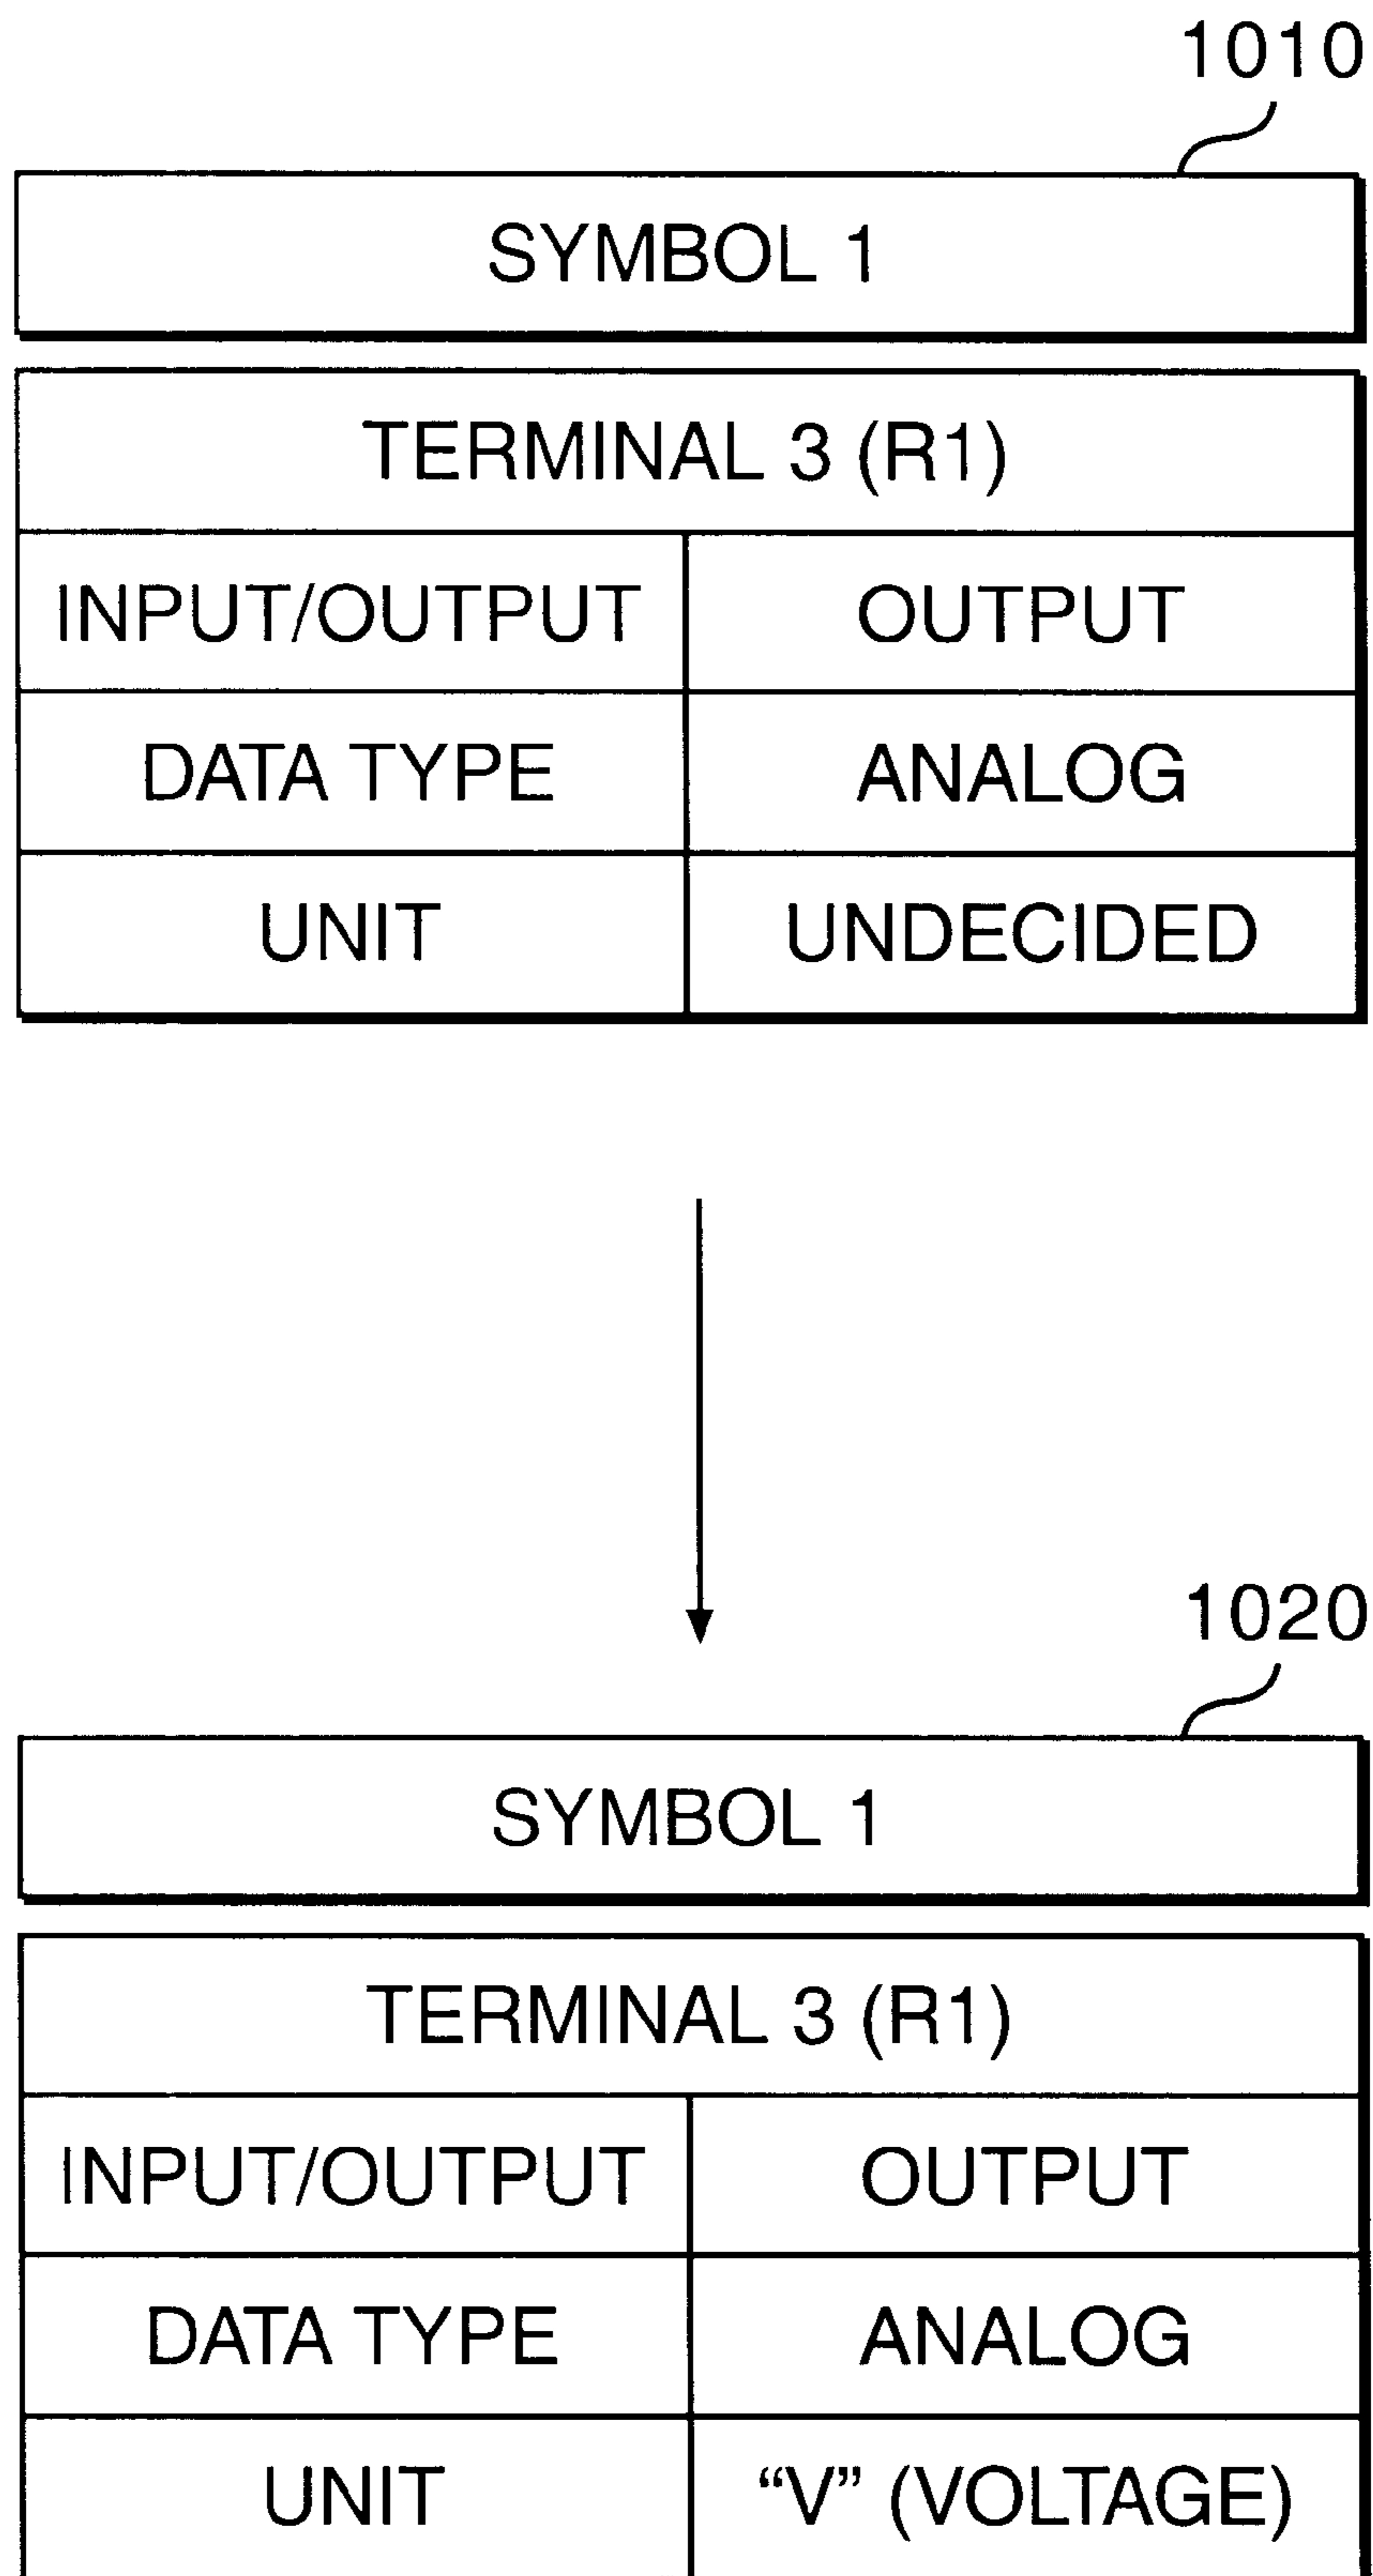 1010
SYMBOL 1
TERMINAL 3 (R1)
INPUT/OUTPUT OUTPUT
DATA TYPE ANALOG
UNIT UNDECIDED
1020
SYMBOL 1
TERMINAL 3 (R1)
INPUT/OUTPUT OUTPUT
DATA TYPE ANALOG
UNIT “V” (VOLTAGE)